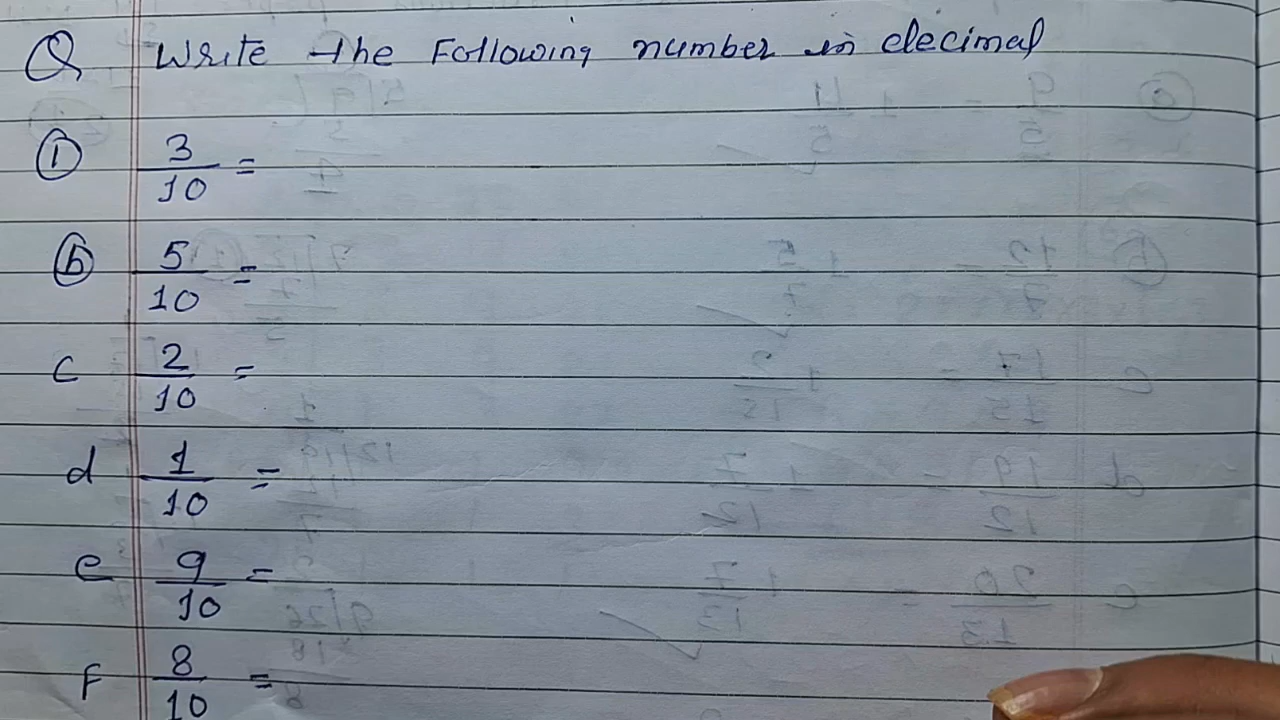 Q Write the Following number in decimal
① 3/10 =
ⓑ 5/10 =
c 2/10 =
d 1/10 =
e 9/10 =
F 8/10 =